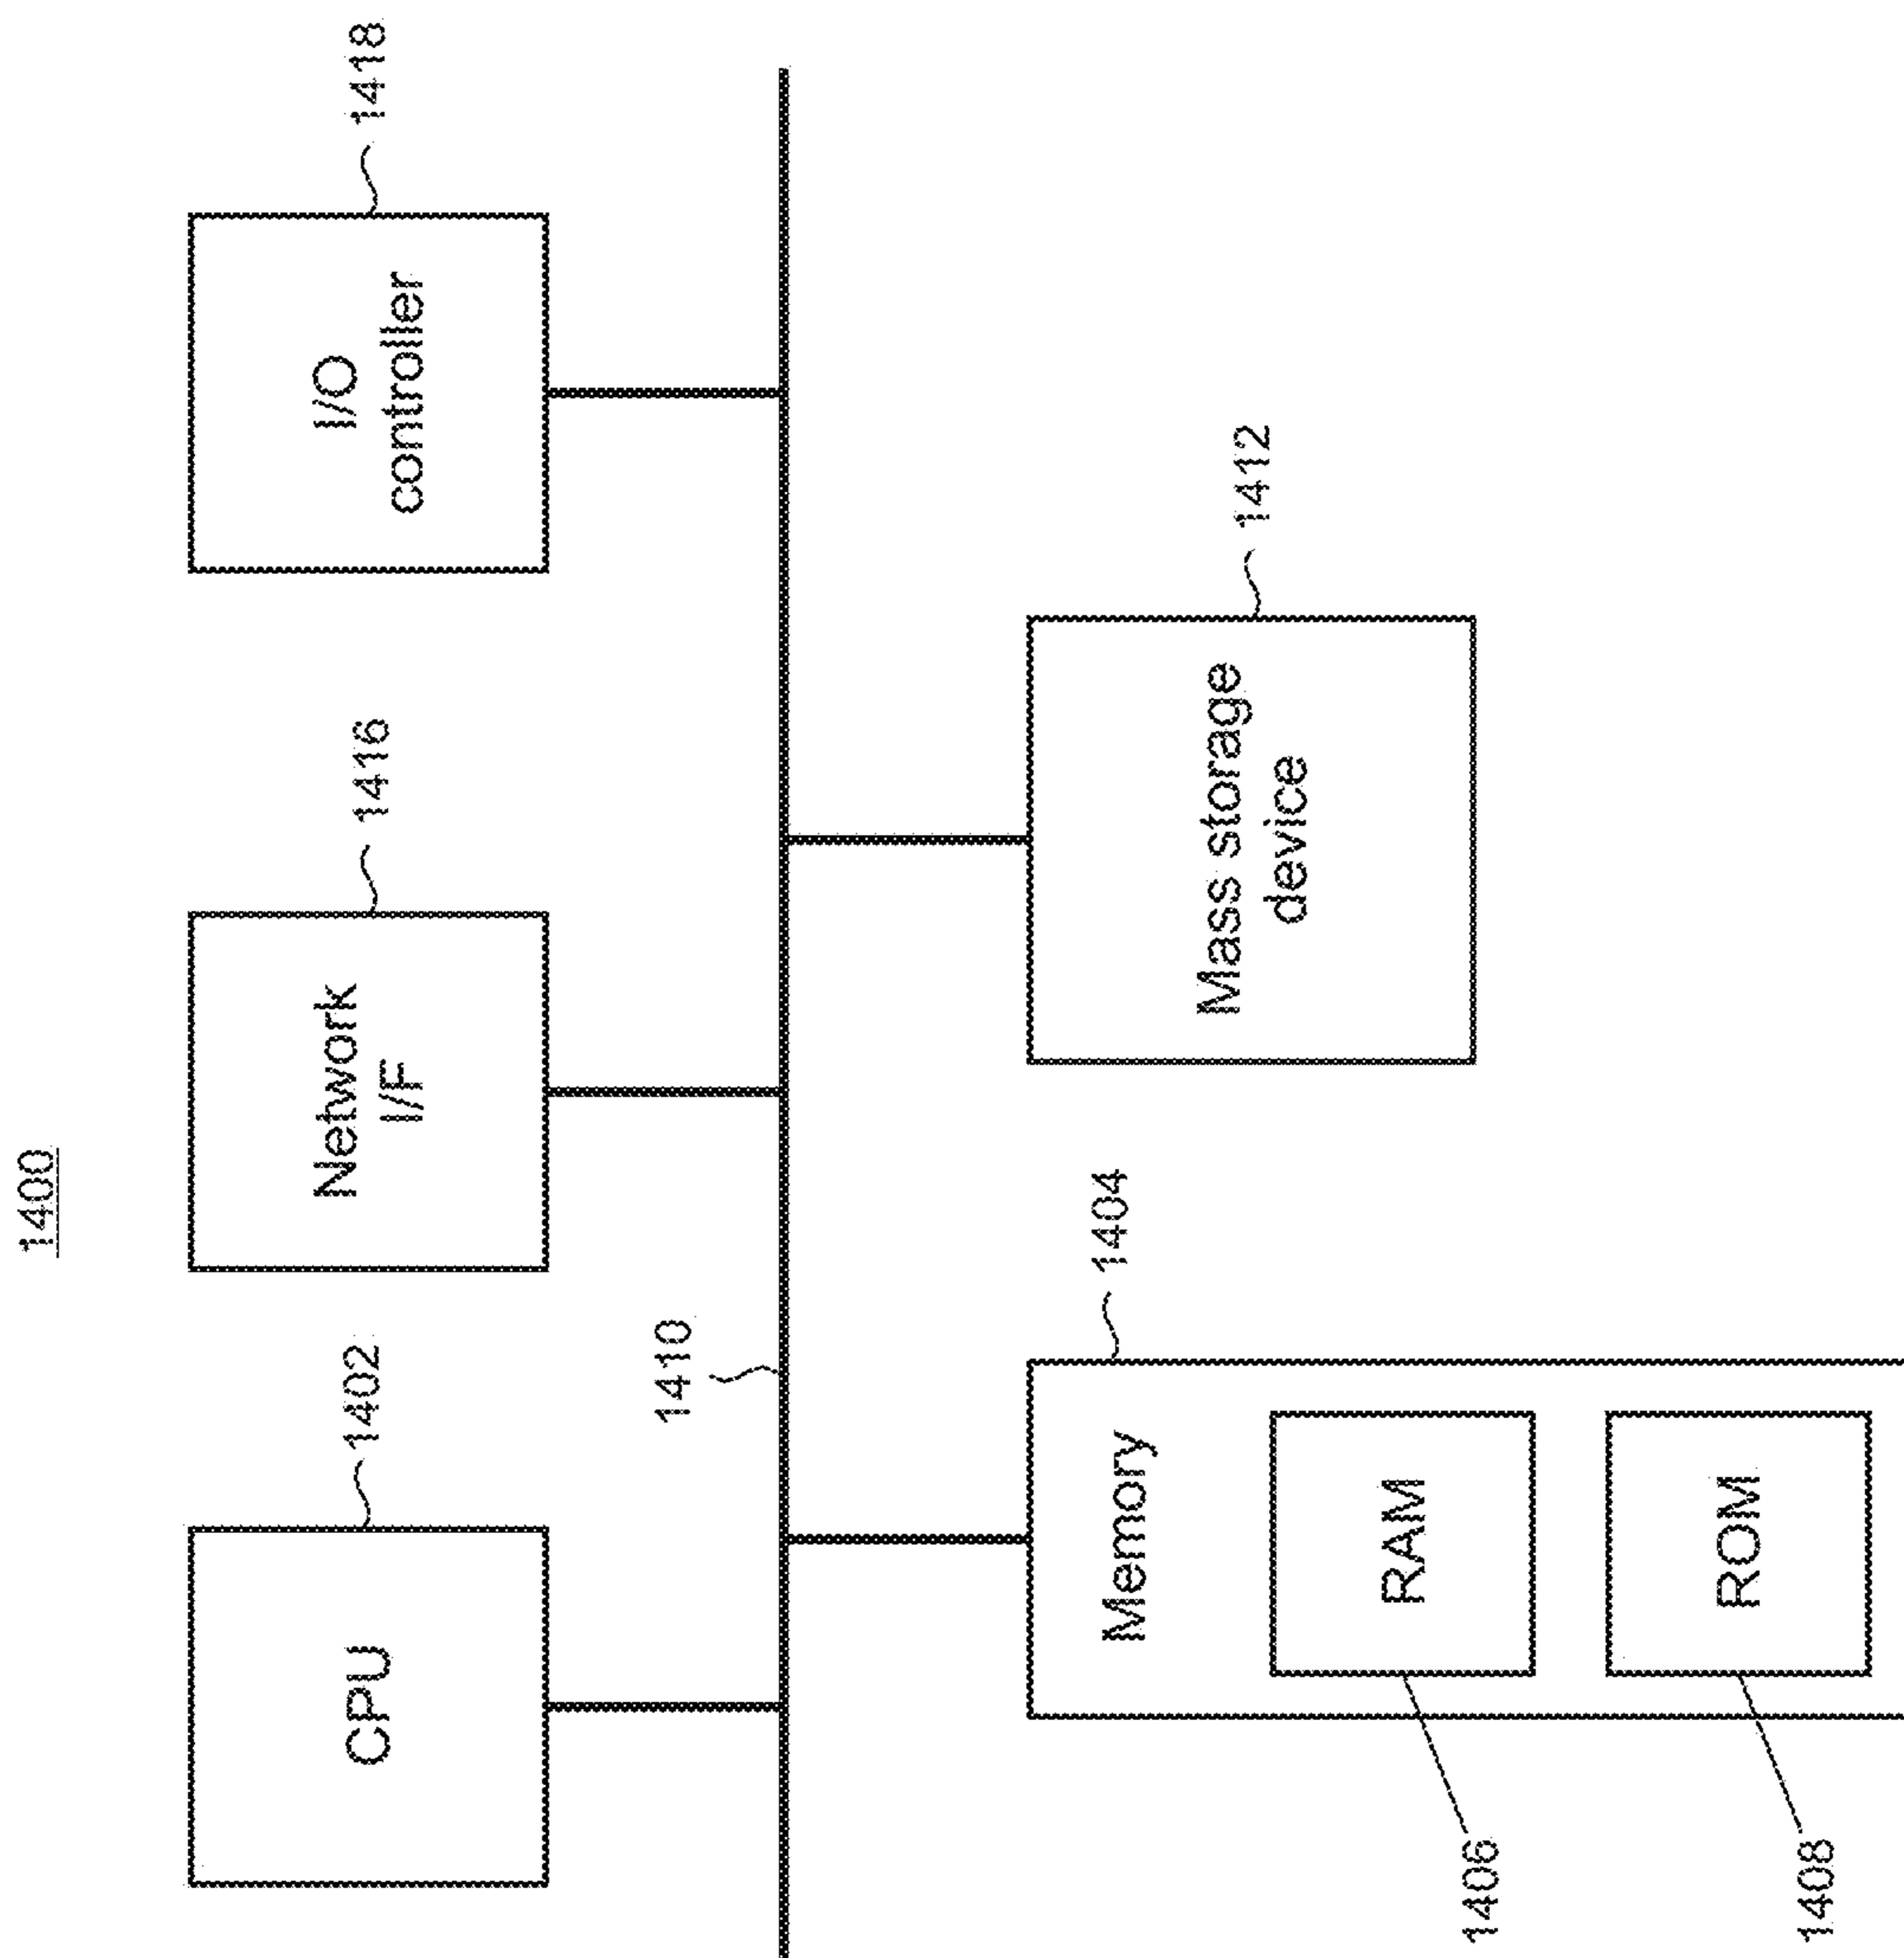 1400
CPU
1402
Network
I/F
1416
I/O
controller
1418
1410
Memory
1404
RAM
1406
ROM
1408
Mass storage
device
1412